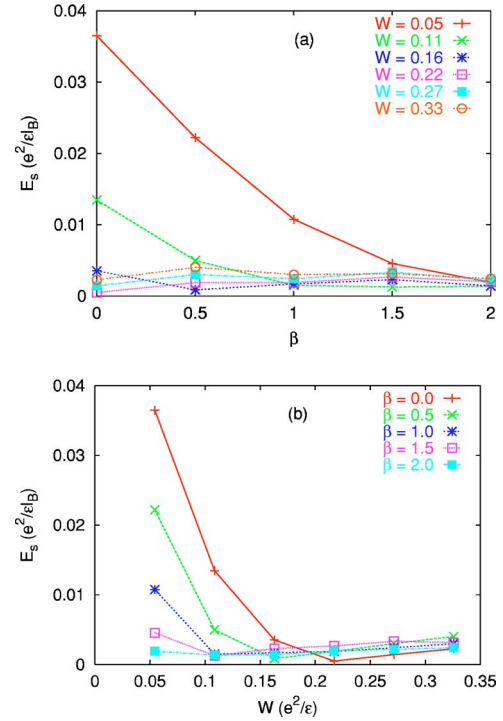 0.04
0.03
0.02
0.01
0
E_s (e^2/εl_B)
(a)
W = 0.05
W = 0.11
W = 0.16
W = 0.22
W = 0.27
W = 0.33
0 0.5 1 1.5 2
β
0.04
0.03
0.02
0.01
0
E_s (e^2/εl_B)
(b)
β = 0.0
β = 0.5
β = 1.0
β = 1.5
β = 2.0
0 0.05 0.1 0.15 0.2 0.25 0.3 0.35
W (e^2/ε)